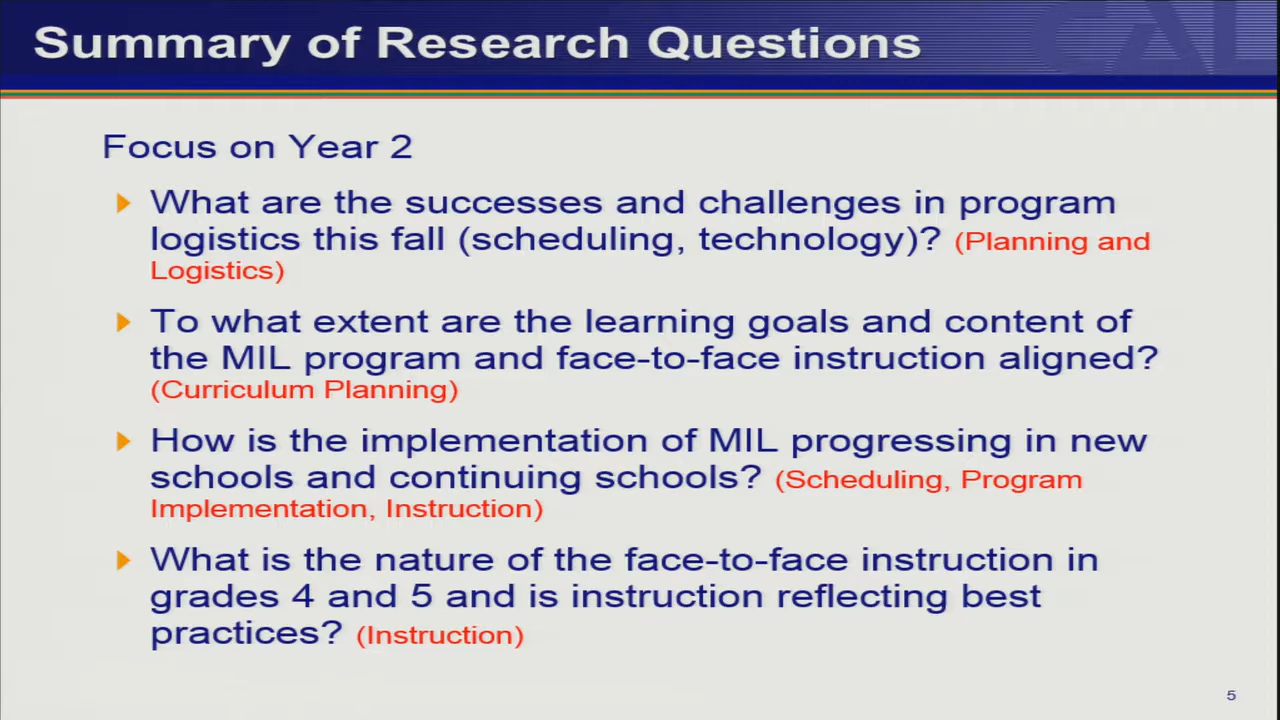 Summary of Research Questions
CAL
Focus on Year 2
What are the successes and challenges in program
logistics this fall (scheduling, technology)? (Planning and
Logistics)
To what extent are the learning goals and content of
the MIL program and face-to-face instruction aligned?
(Curriculum Planning)
How is the implementation of MIL progressing in new
schools and continuing schools? (Scheduling, Program
Implementation, Instruction)
What is the nature of the face-to-face instruction in
grades 4 and 5 and is instruction reflecting best
practices? (Instruction)
5